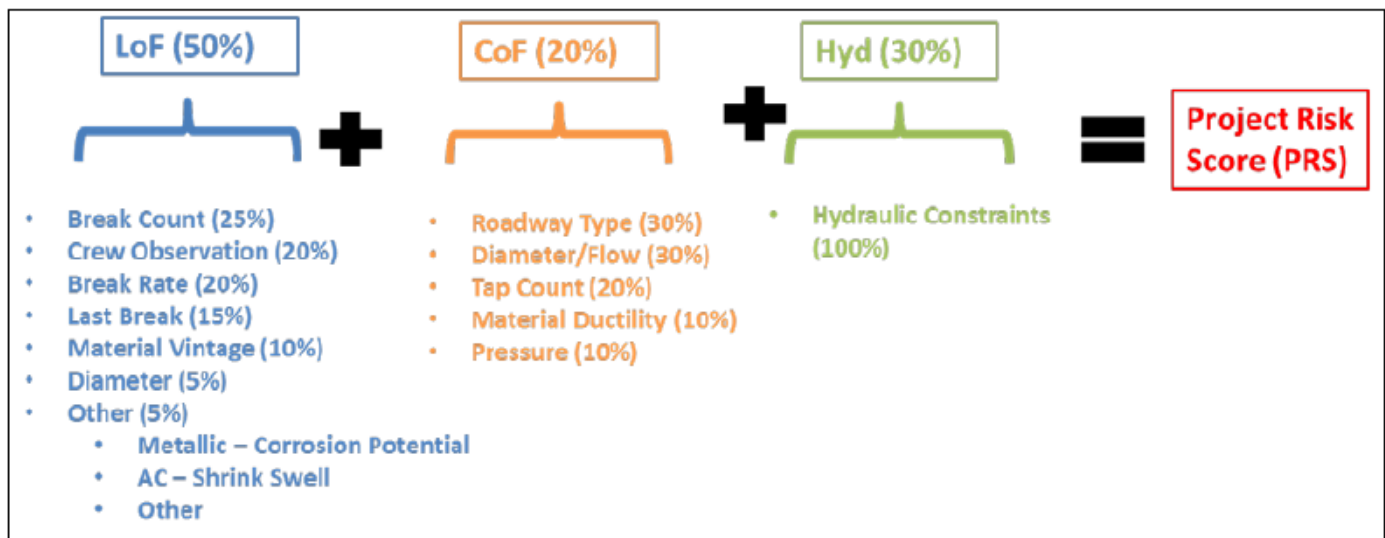 LoF (50%)
CoF (20%)
Hyd (30%)
Project Risk
Score (PRS)
• Break Count (25%)
• Crew Observation (20%)
• Break Rate (20%)
• Last Break (15%)
• Material Vintage (10%)
• Diameter (5%)
• Other (5%)
• Metallic – Corrosion Potential
• AC – Shrink Swell
• Other
• Roadway Type (30%)
• Diameter/Flow (30%)
• Tap Count (20%)
• Material Ductility (10%)
• Pressure (10%)
• Hydraulic Constraints
(100%)